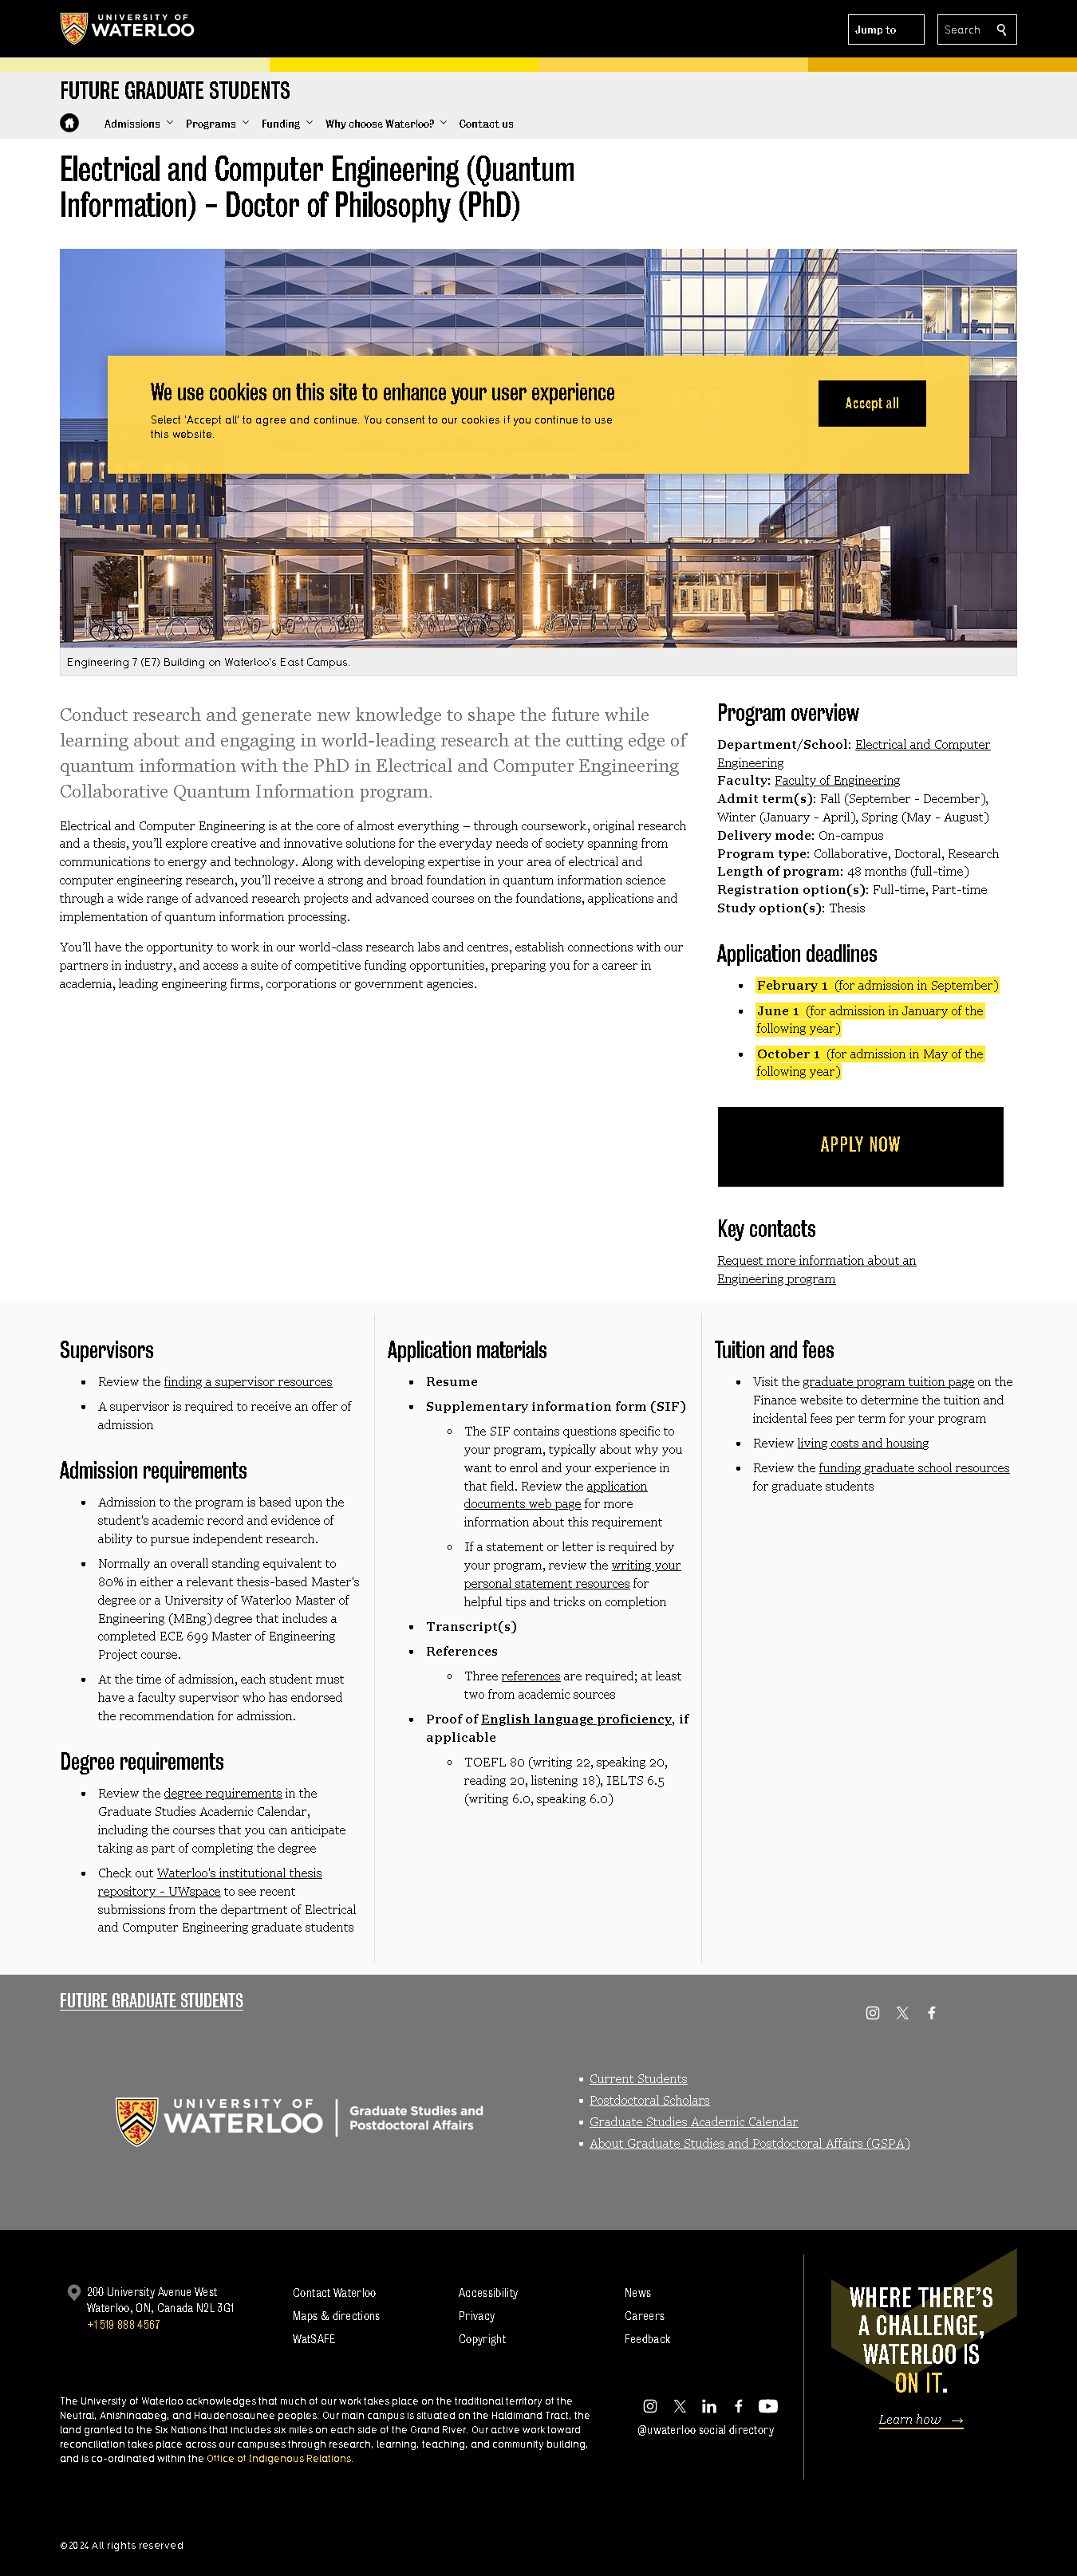 UNIVERSITY OF
WATERLOO
Jump to
Search
FUTURE GRADUATE STUDENTS
Admissions
Programs
Funding
Why choose Waterloo?
Contact us
Electrical and Computer Engineering (Quantum
Information) – Doctor of Philosophy (PhD)
We use cookies on this site to enhance your user experience
Select 'Accept all' to agree and continue. You consent to our cookies if you continue to use
this website.
Accept all
Engineering 7 (E7) Building on Waterloo's East Campus.
Conduct research and generate new knowledge to shape the future while
learning about and engaging in world-leading research at the cutting edge of
quantum information with the PhD in Electrical and Computer Engineering
Collaborative Quantum Information program.
Electrical and Computer Engineering is at the core of almost everything – through coursework, original research
and a thesis, you'll explore creative and innovative solutions for the everyday needs of society spanning from
communications to energy and technology. Along with developing expertise in your area of electrical and
computer engineering research, you'll receive a strong and broad foundation in quantum information science
through a wide range of advanced research projects and advanced courses on the foundations, applications and
implementation of quantum information processing.
You'll have the opportunity to work in our world-class research labs and centres, establish connections with our
partners in industry, and access a suite of competitive funding opportunities, preparing you for a career in
academia, leading engineering firms, corporations or government agencies.
Program overview
Department/School: Electrical and Computer
Engineering
Faculty: Faculty of Engineering
Admit term(s): Fall (September - December),
Winter (January - April), Spring (May - August)
Delivery mode: On-campus
Program type: Collaborative, Doctoral, Research
Length of program: 48 months (full-time)
Registration option(s): Full-time, Part-time
Study option(s): Thesis
Application deadlines
February 1 (for admission in September)
June 1 (for admission in January of the
following year)
October 1 (for admission in May of the
following year)
APPLY NOW
Key contacts
Request more information about an
Engineering program
Supervisors
Review the finding a supervisor resources
A supervisor is required to receive an offer of
admission
Admission requirements
Admission to the program is based upon the
student's academic record and evidence of
ability to pursue independent research.
Normally an overall standing equivalent to
80% in either a relevant thesis-based Master's
degree or a University of Waterloo Master of
Engineering (MEng) degree that includes a
completed ECE 699 Master of Engineering
Project course.
At the time of admission, each student must
have a faculty supervisor who has endorsed
the recommendation for admission.
Degree requirements
Review the degree requirements in the
Graduate Studies Academic Calendar,
including the courses that you can anticipate
taking as part of completing the degree
Check out Waterloo's institutional thesis
repository - UWspace to see recent
submissions from the department of Electrical
and Computer Engineering graduate students
Application materials
Resume
Supplementary information form (SIF)
The SIF contains questions specific to
your program, typically about why you
want to enrol and your experience in
that field. Review the application
documents web page for more
information about this requirement
If a statement or letter is required by
your program, review the writing your
personal statement resources for
helpful tips and tricks on completion
Transcript(s)
References
Three references are required; at least
two from academic sources
Proof of English language proficiency, if
applicable
TOEFL 80 (writing 22, speaking 20,
reading 20, listening 18), IELTS 6.5
(writing 6.0, speaking 6.0)
Tuition and fees
Visit the graduate program tuition page on the
Finance website to determine the tuition and
incidental fees per term for your program
Review living costs and housing
Review the funding graduate school resources
for graduate students
FUTURE GRADUATE STUDENTS
UNIVERSITY OF
WATERLOO
Graduate Studies and
Postdoctoral Affairs
Current Students
Postdoctoral Scholars
Graduate Studies Academic Calendar
About Graduate Studies and Postdoctoral Affairs (GSPA)
200 University Avenue West
Waterloo, ON, Canada N2L 3G1
+1 519 888 4567
Contact Waterloo
Maps & directions
WatSAFE
Accessibility
Privacy
Copyright
News
Careers
Feedback
WHERE THERE'S
A CHALLENGE,
WATERLOO IS
ON IT.
Learn how
The University of Waterloo acknowledges that much of our work takes place on the traditional territory of the
Neutral, Anishinaabeg, and Haudenosaunee peoples. Our main campus is situated on the Haldimand Tract, the
land granted to the Six Nations that includes six miles on each side of the Grand River. Our active work toward
reconciliation takes place across our campuses through research, learning, teaching, and community building,
and is co-ordinated within the Office of Indigenous Relations.
@uwaterloo social directory
©2024 All rights reserved